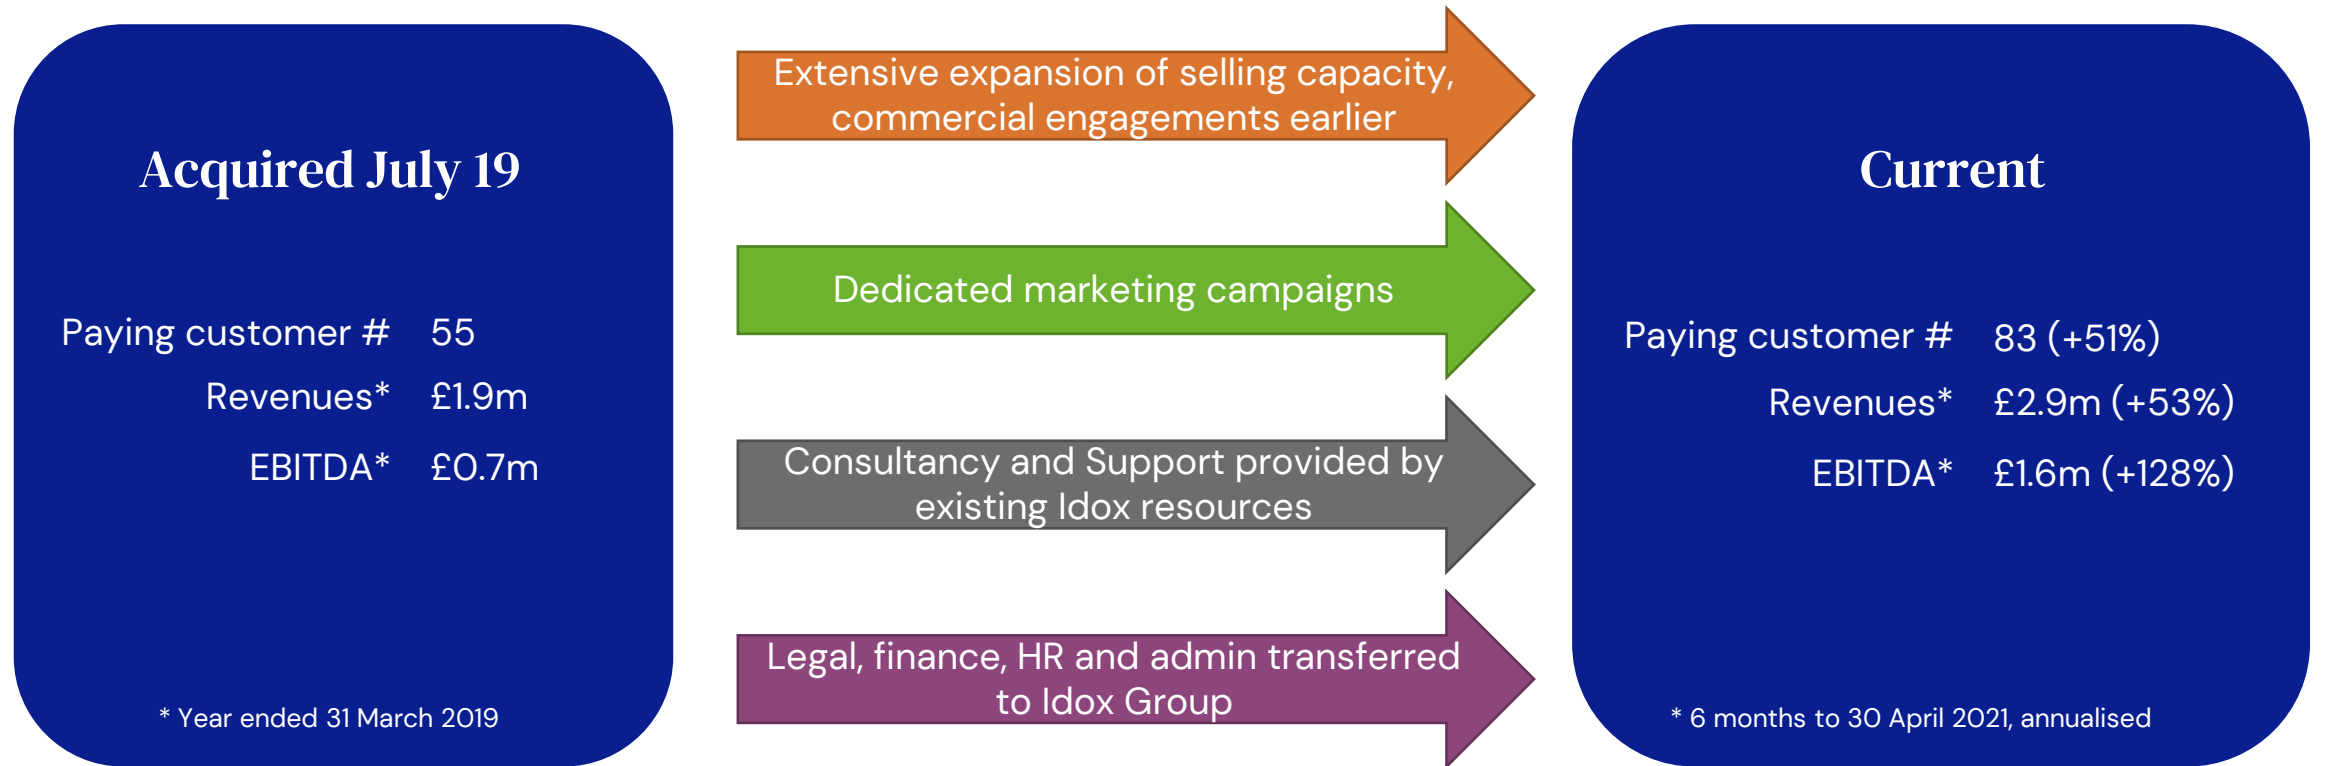 Acquired July 19
Paying customer # 55
Revenues* £1.9m
EBITDA* £0.7m
* Year ended 31 March 2019
Extensive expansion of selling capacity,
commercial engagements earlier
Dedicated marketing campaigns
Consultancy and Support provided by
existing Idox resources
Legal, finance, HR and admin transferred
to Idox Group
Current
Paying customer # 83 (+51%)
Revenues* £2.9m (+53%)
EBITDA* £1.6m (+128%)
* 6 months to 30 April 2021, annualised